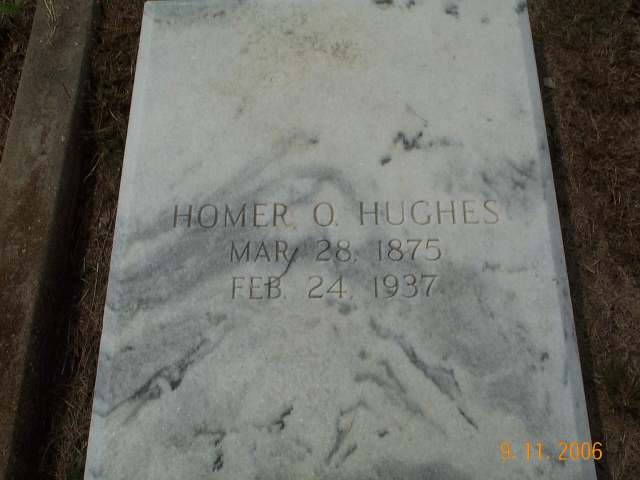 HOMER. O. HUGHES
MAR. 28, 1875
FEB. 24, 1937
9.11.2006